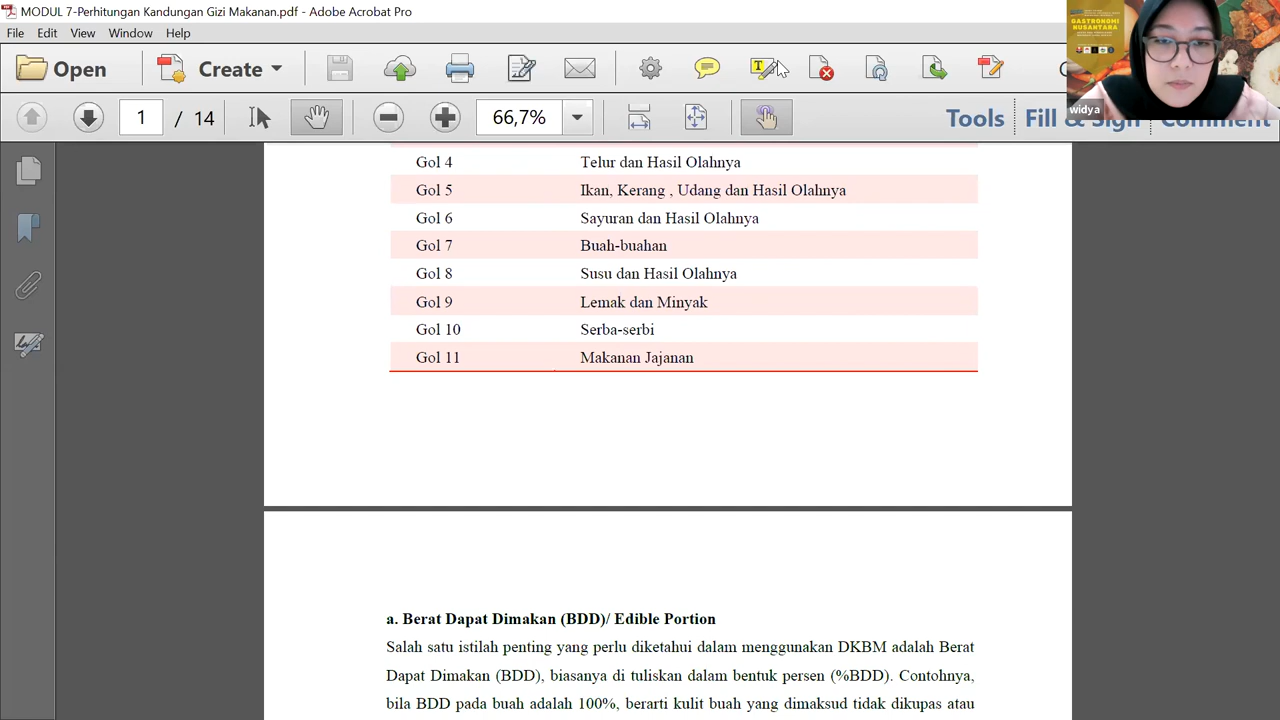 MODUL 7-Perhitungan Kandungan Gizi Makanan.pdf - Adobe Acrobat Pro
File Edit View Window Help
GASTRONOMI
NUSANTARA
Open Create
widya
1 / 14 66,7% Tools Fill & Sign Comment
Gol 4 Telur dan Hasil Olahnya
Gol 5 Ikan, Kerang , Udang dan Hasil Olahnya
Gol 6 Sayuran dan Hasil Olahnya
Gol 7 Buah-buahan
Gol 8 Susu dan Hasil Olahnya
Gol 9 Lemak dan Minyak
Gol 10 Serba-serbi
Gol 11 Makanan Jajanan
a. Berat Dapat Dimakan (BDD)/ Edible Portion
Salah satu istilah penting yang perlu diketahui dalam menggunakan DKBM adalah Berat
Dapat Dimakan (BDD), biasanya di tuliskan dalam bentuk persen (%BDD). Contohnya,
bila BDD pada buah adalah 100%, berarti kulit buah yang dimaksud tidak dikupas atau